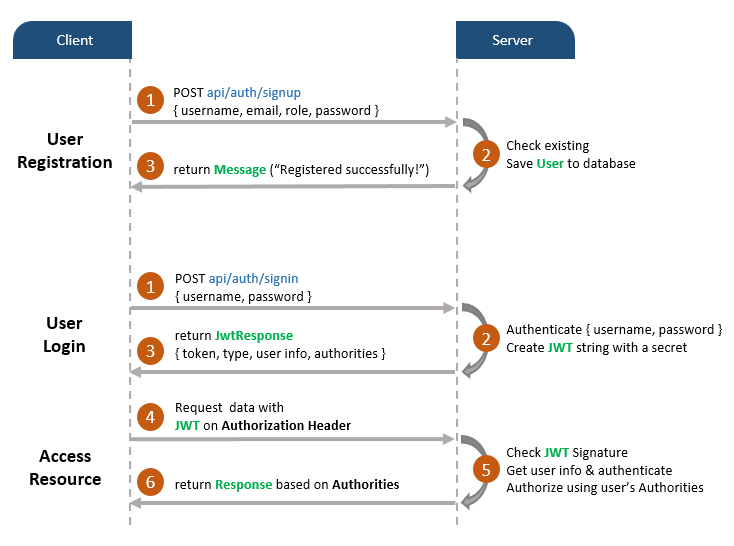 Client
Server
User
Registration
1
POST api/auth/signup
{ username, email, role, password }
2
Check existing
Save User to database
3
return Message (“Registered successfully!”)
User
Login
1
POST api/auth/signin
{ username, password }
2
Authenticate { username, password }
Create JWT string with a secret
3
return JwtResponse
{ token, type, user info, authorities }
Access
Resource
4
Request data with
JWT on Authorization Header
5
Check JWT Signature
Get user info & authenticate
Authorize using user’s Authorities
6
return Response based on Authorities